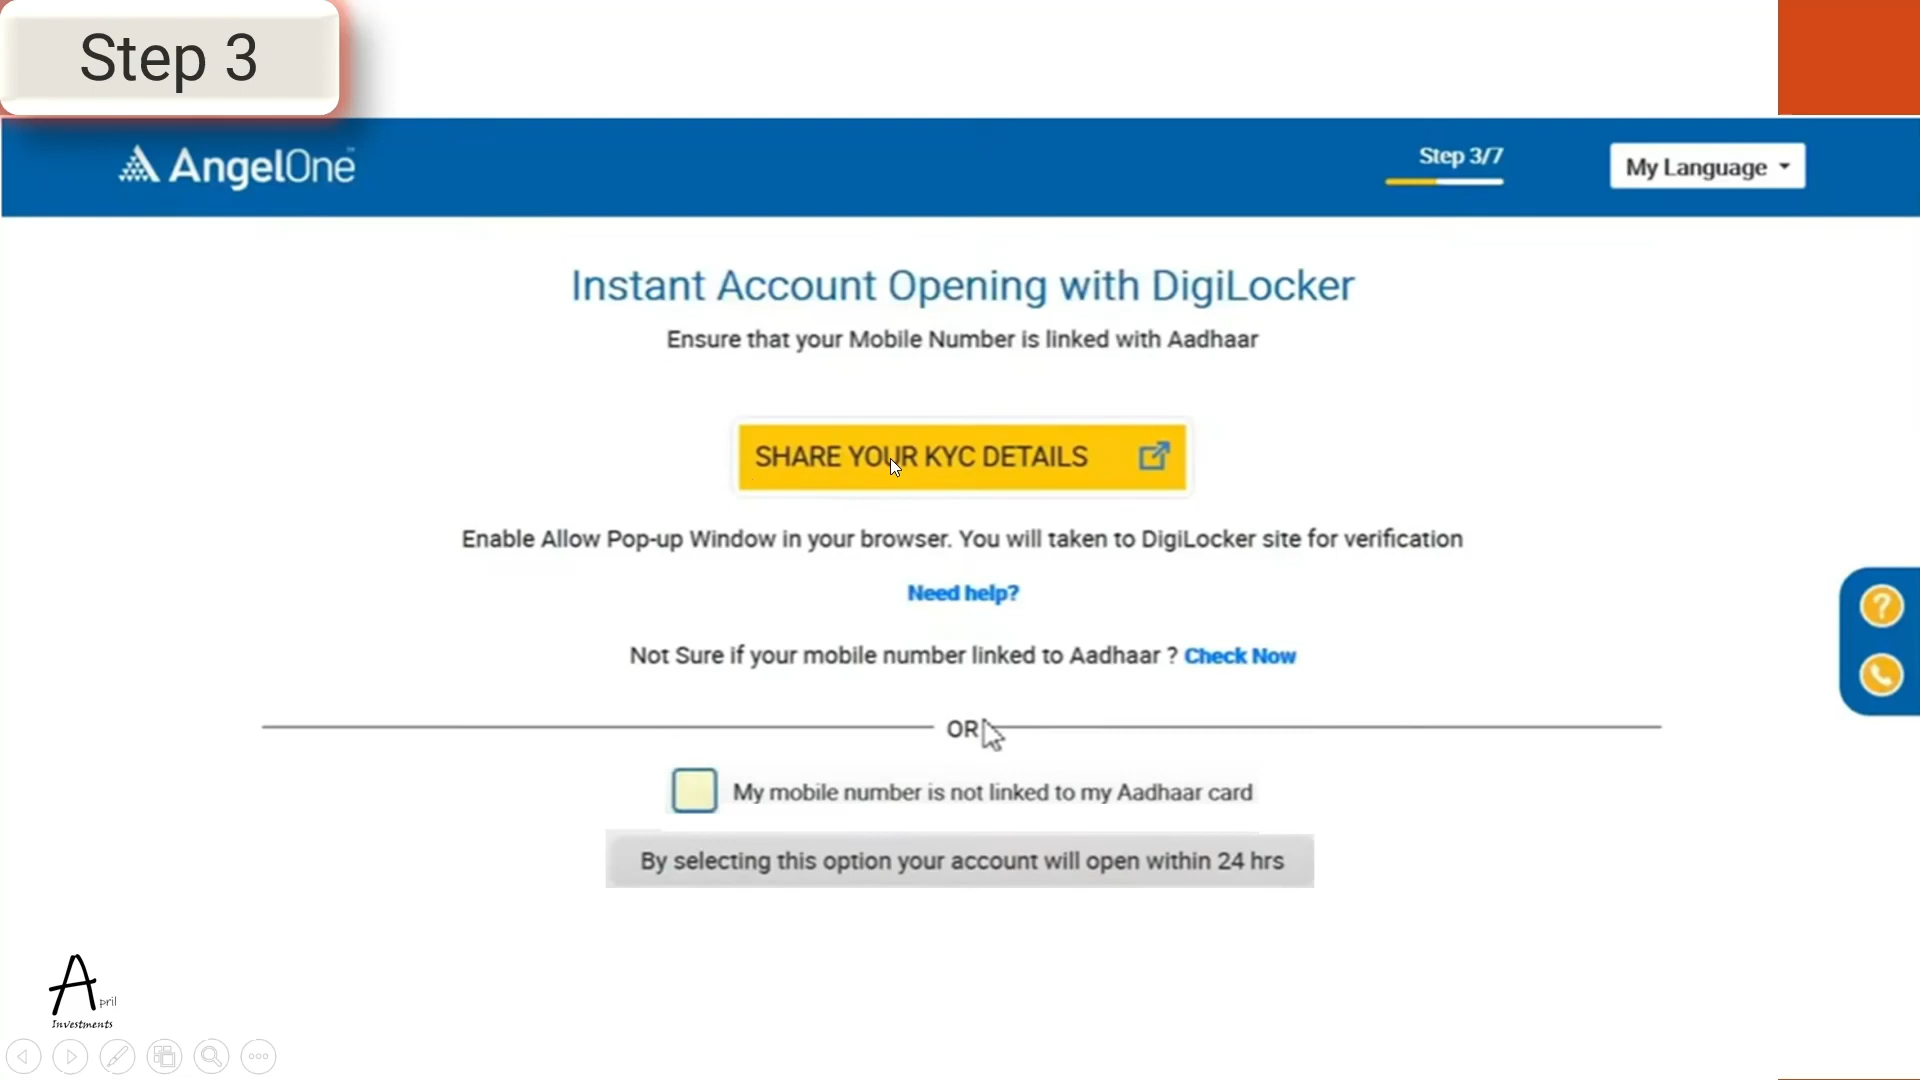 Step 3
AngelOne
Step 3/7
My Language
Instant Account Opening with DigiLocker
Ensure that your Mobile Number is linked with Aadhaar
SHARE YOUR KYC DETAILS
Enable Allow Pop-up Window in your browser. You will taken to DigiLocker site for verification
Need help?
Not Sure if your mobile number linked to Aadhaar ? Check Now
OR
My mobile number is not linked to my Aadhaar card
By selecting this option your account will open within 24 hrs
April
Investments